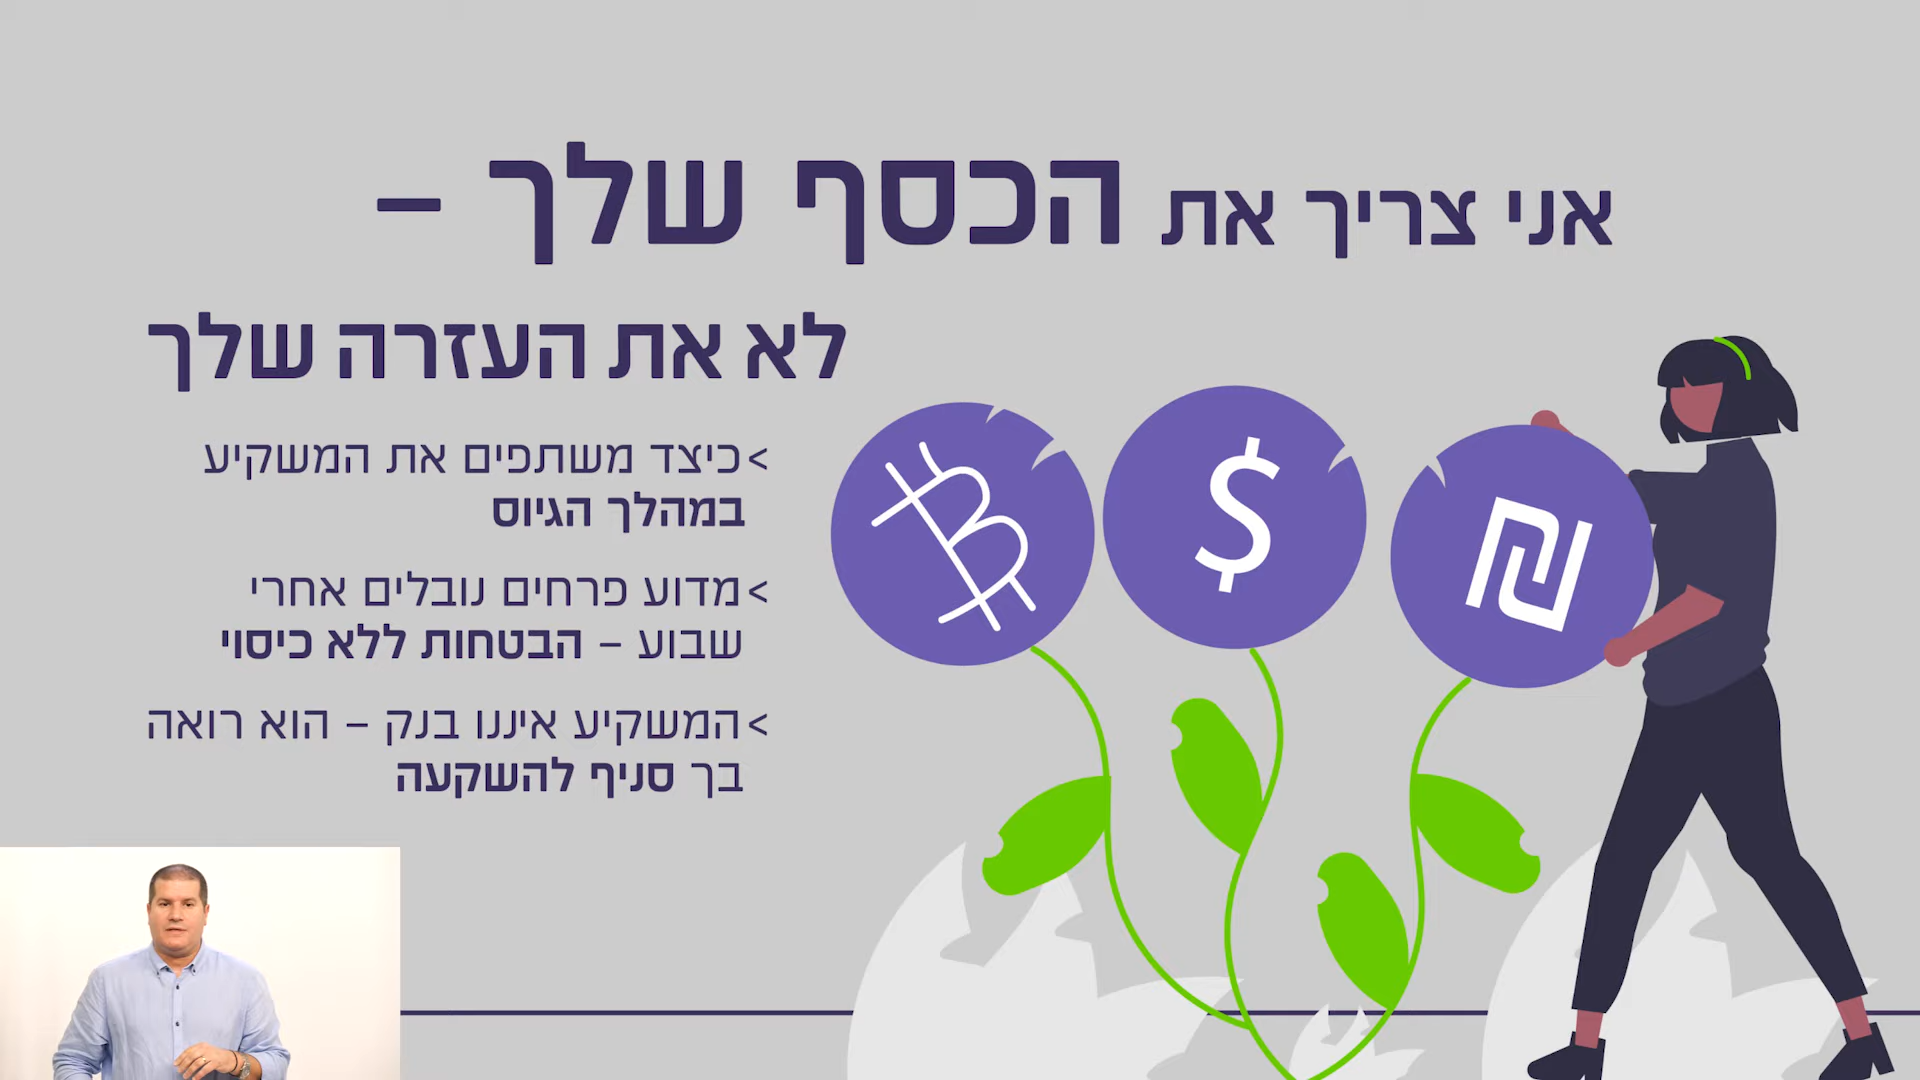 אני צריך את הכסף שלך –
לא את העזרה שלך
>כיצד משתפים את המשקיע
במהלך הגיוס
>מדוע פרחים נובלים אחרי
שבוע – הבטחות ללא כיסוי
>המשקיע איננו בנק – הוא רואה
בך סניף להשקעה
$
₪